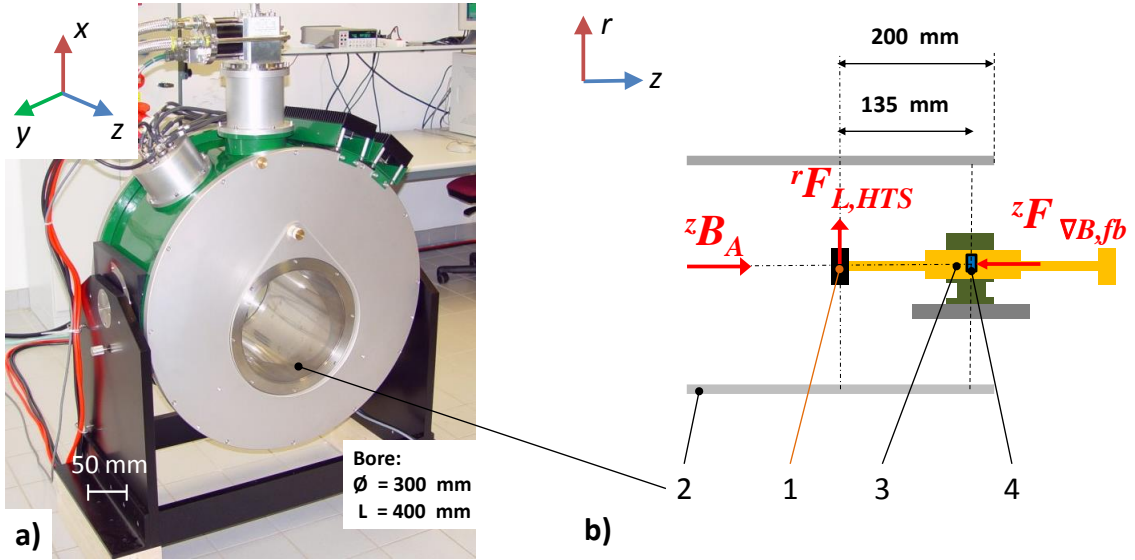 x
y
z
50 mm
Bore:
Ø = 300 mm
L = 400 mm
a)
r
z
200 mm
135 mm
rF L,HTS
zB A
zF ∇B,fb
2
1
3
4
b)